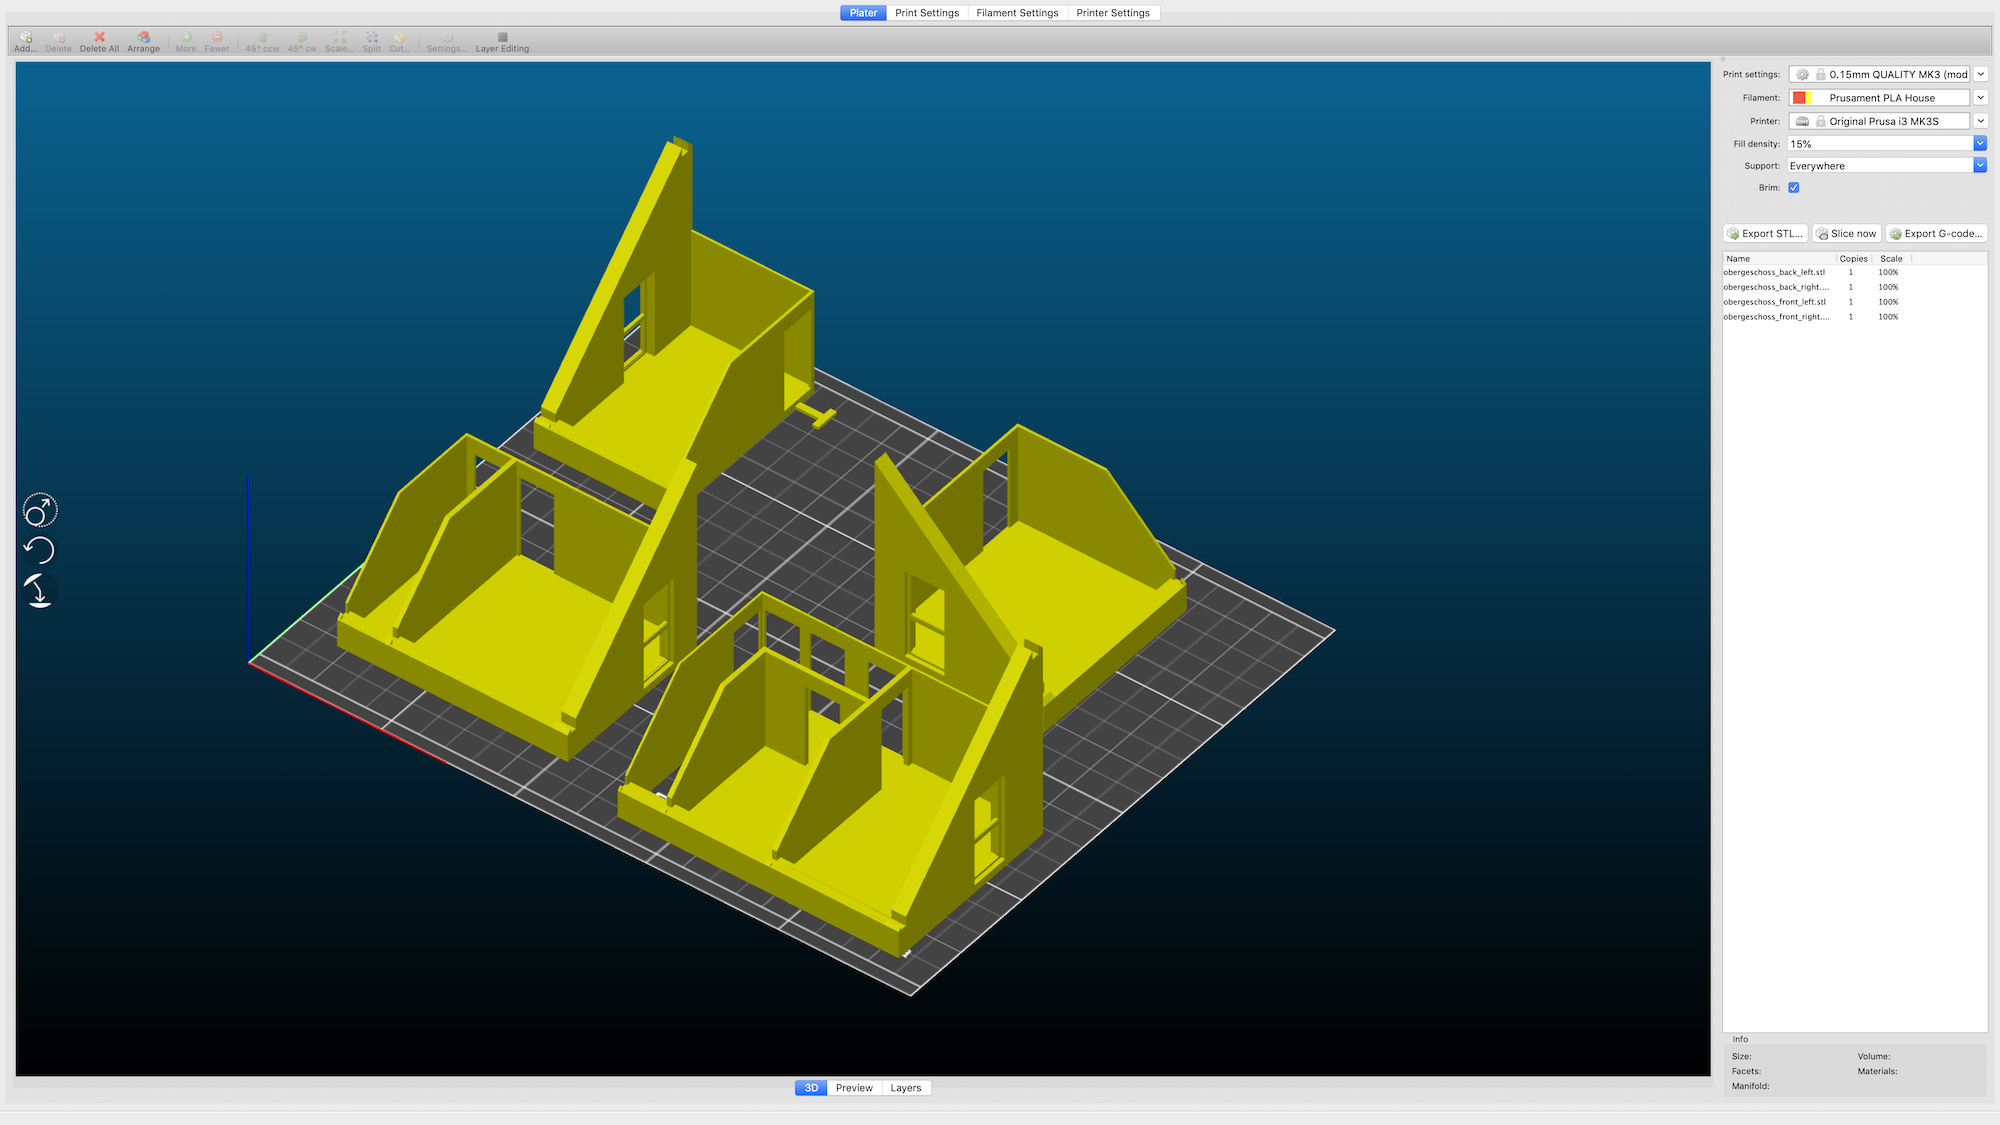 Plater Print Settings Filament Settings Printer Settings
Add... Delete Delete All Arrange More Fewer 45° ccw 45° cw Scale... Split Cut... Settings... Layer Editing
Print settings: 0.15mm QUALITY MK3 (mod
Filament: Prusament PLA House
Printer: Original Prusa i3 MK3S
Fill density: 15%
Support: Everywhere
Brim:
Export STL... Slice now Export G-code...
Name Copies Scale
obergeschoss_back_left.stl 1 100%
obergeschoss_back_right.... 1 100%
obergeschoss_front_left.stl 1 100%
obergeschoss_front_right.... 1 100%
Info
Size: Volume:
Facets: Materials:
Manifold:
3D Preview Layers